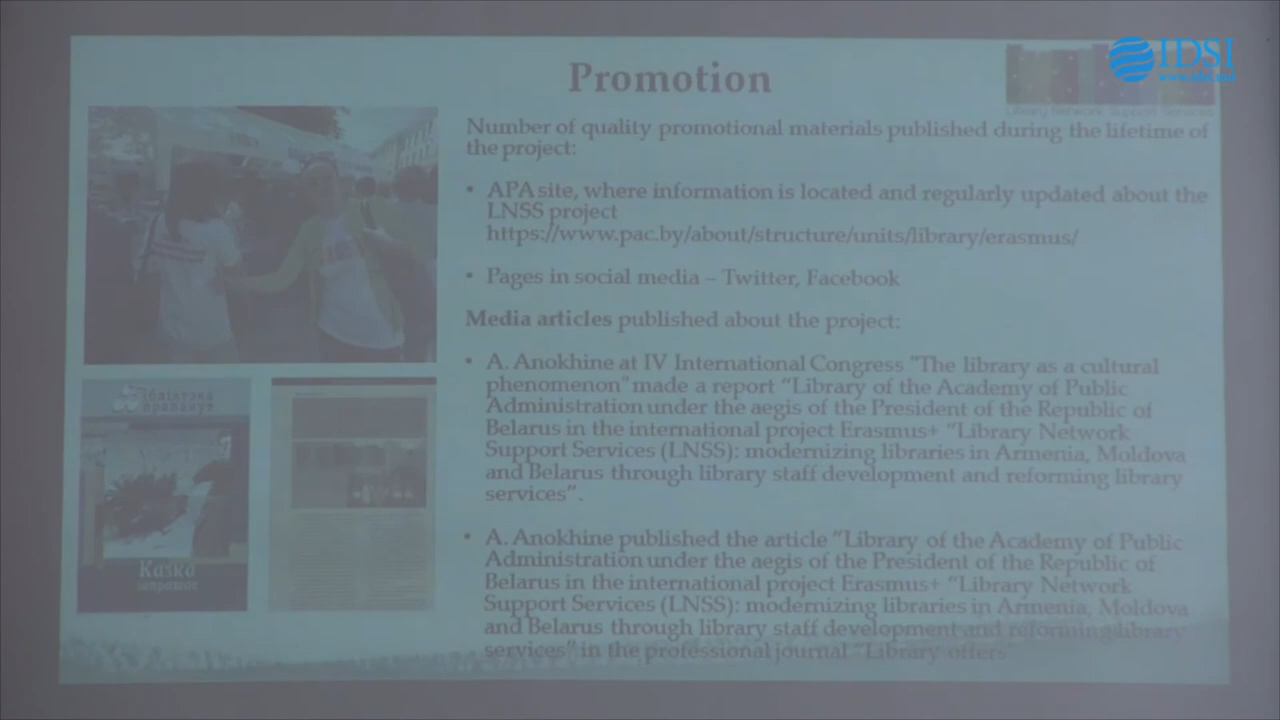 Promotion
IDSI
Library Network Support Services
Number of quality promotional materials published during the lifetime of
the project:
• APA site, where information is located and regularly updated about the
LNSS project
https://www.pac.by/about/structure/units/library/erasmus/
• Pages in social media – Twitter, Facebook
Media articles published about the project:
• A. Anokhine at IV International Congress "The library as a cultural
phenomenon" made a report "Library of the Academy of Public
Administration under the aegis of the President of the Republic of
Belarus in the international project Erasmus+ "Library Network
Support Services (LNSS): modernizing libraries in Armenia, Moldova
and Belarus through library staff development and reforming library
services".
• A. Anokhine published the article "Library of the Academy of Public
Administration under the aegis of the President of the Republic of
Belarus in the international project Erasmus+ "Library Network
Support Services (LNSS): modernizing libraries in Armenia, Moldova
and Belarus through library staff development and reforming library
services" in the professional journal "Library offers"
прапануе
Казка